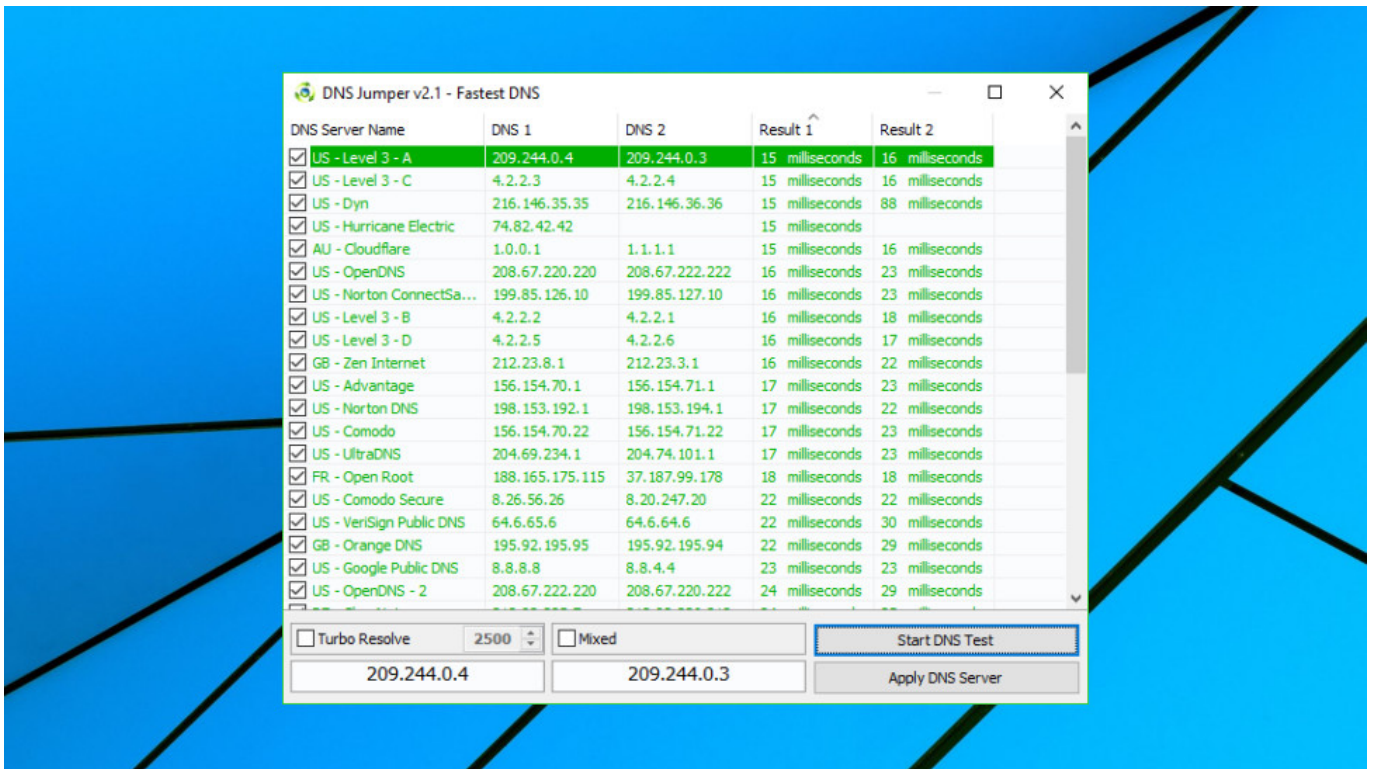 DNS Jumper v2.1 - Fastest DNS
DNS Server Name DNS 1 DNS 2 Result 1 Result 2
US - Level 3 - A 209.244.0.4 209.244.0.3 15 milliseconds 16 milliseconds
US - Level 3 - C 4.2.2.3 4.2.2.4 15 milliseconds 16 milliseconds
US - Dyn 216.146.35.35 216.146.36.36 15 milliseconds 88 milliseconds
US - Hurricane Electric 74.82.42.42 15 milliseconds
AU - Cloudflare 1.0.0.1 1.1.1.1 15 milliseconds 16 milliseconds
US - OpenDNS 208.67.220.220 208.67.222.222 16 milliseconds 23 milliseconds
US - Norton ConnectSa... 199.85.126.10 199.85.127.10 16 milliseconds 23 milliseconds
US - Level 3 - B 4.2.2.2 4.2.2.1 16 milliseconds 18 milliseconds
US - Level 3 - D 4.2.2.5 4.2.2.6 16 milliseconds 17 milliseconds
GB - Zen Internet 212.23.8.1 212.23.3.1 16 milliseconds 22 milliseconds
US - Advantage 156.154.70.1 156.154.71.1 17 milliseconds 23 milliseconds
US - Norton DNS 198.153.192.1 198.153.194.1 17 milliseconds 22 milliseconds
US - Comodo 156.154.70.22 156.154.71.22 17 milliseconds 23 milliseconds
US - UltraDNS 204.69.234.1 204.74.101.1 17 milliseconds 23 milliseconds
FR - Open Root 188.165.175.115 37.187.99.178 18 milliseconds 18 milliseconds
US - Comodo Secure 8.26.56.26 8.20.247.20 22 milliseconds 22 milliseconds
US - VeriSign Public DNS 64.6.65.6 64.6.64.6 22 milliseconds 30 milliseconds
GB - Orange DNS 195.92.195.95 195.92.195.94 22 milliseconds 29 milliseconds
US - Google Public DNS 8.8.8.8 8.8.4.4 23 milliseconds 23 milliseconds
US - OpenDNS - 2 208.67.222.220 208.67.220.222 24 milliseconds 29 milliseconds
Turbo Resolve 2500 Mixed Start DNS Test
209.244.0.4 209.244.0.3 Apply DNS Server